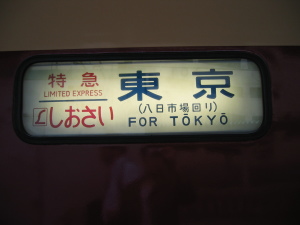 特急
LIMITED EXPRESS
しおさい
東京
(八日市場回り)
FOR TŌKYŌ